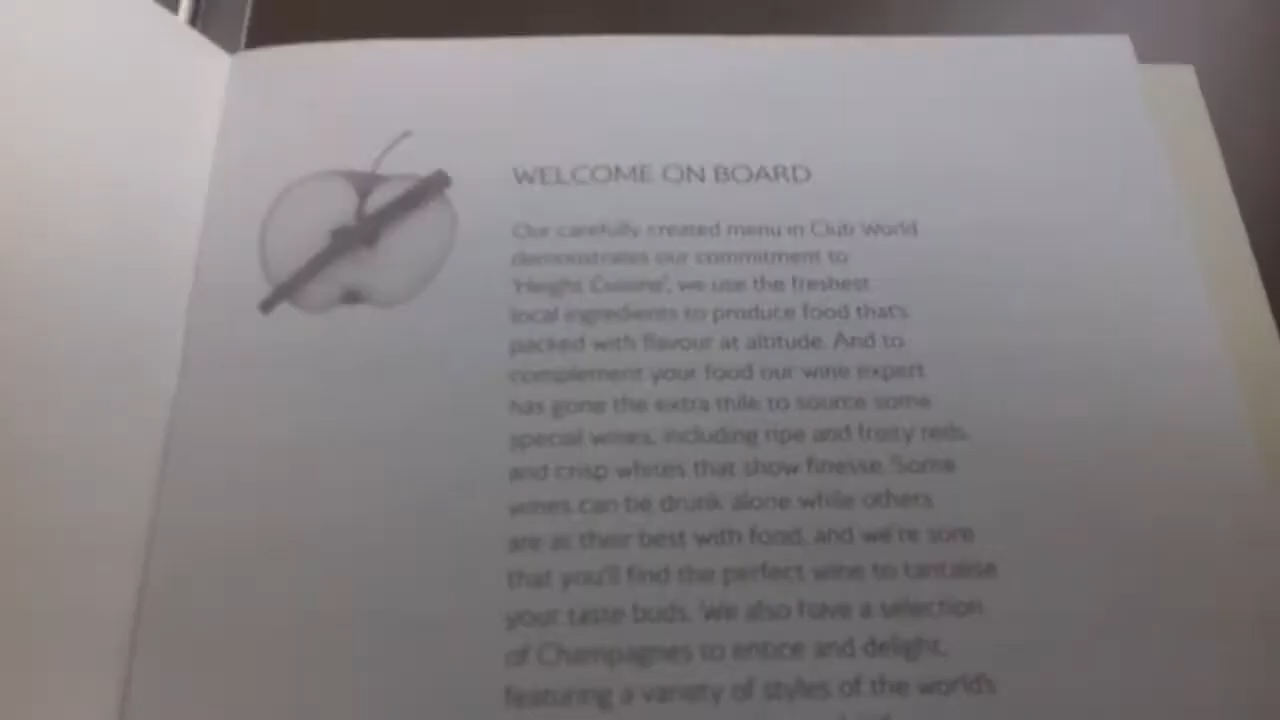 WELCOME ON BOARD
Our carefully created menu in Club World
demonstrates our commitment to
'Height Cuisine', we use the freshest
local ingredients to produce food that's
packed with flavour at altitude. And to
complement your food our wine expert
has gone the extra mile to source some
special wines, including ripe and fruity reds,
and crisp whites that show finesse. Some
wines can be drunk alone while others
are at their best with food, and we're sure
that you'll find the perfect wine to tantalise
your taste buds. We also have a selection
of Champagnes to entice and delight,
featuring a variety of styles of the world's